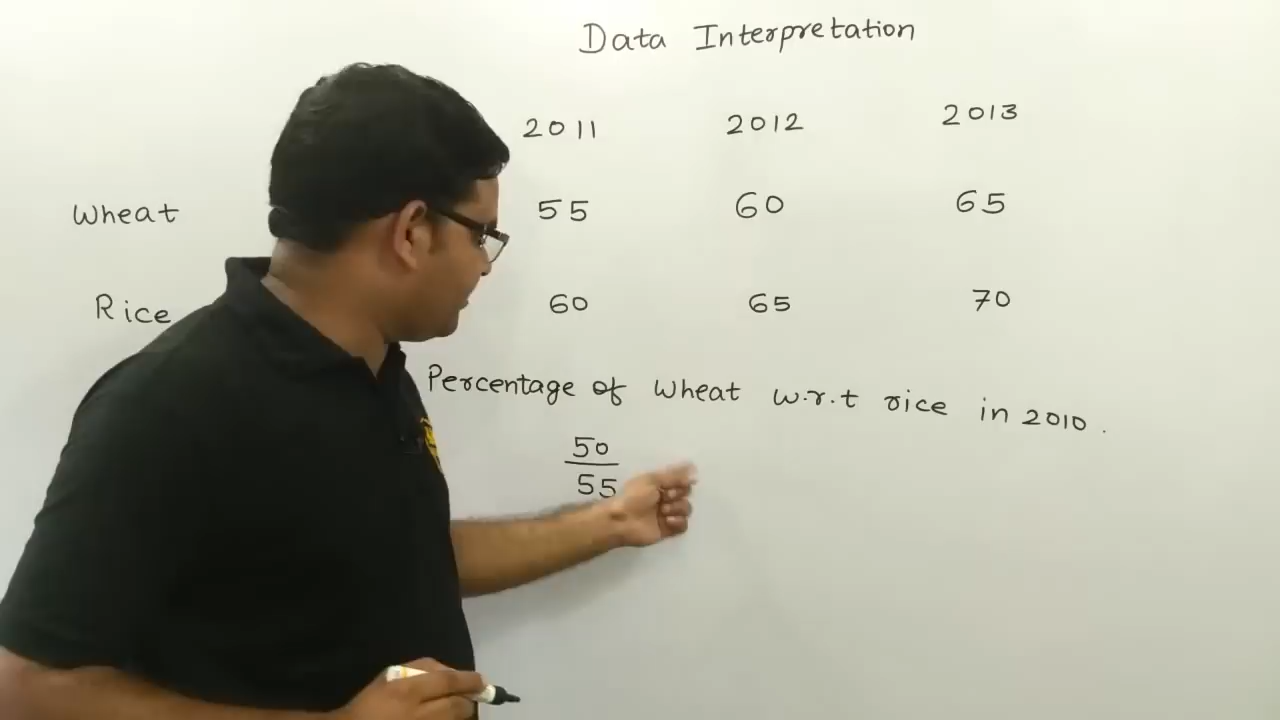 Data Interpretation
2011 2012 2013
Wheat 55 60 65
Rice 60 65 70
Percentage of wheat w.r.t rice in 2010.
50
55